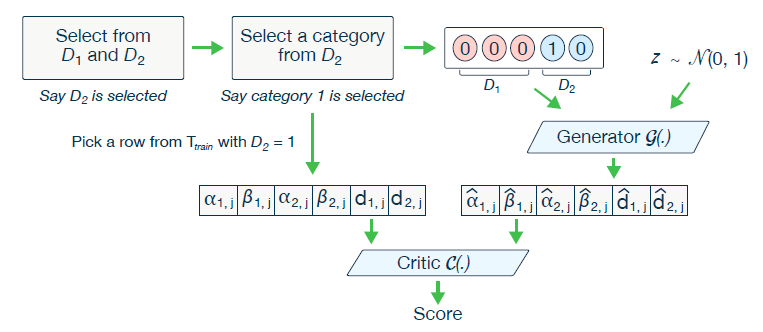 Select from
D₁ and D₂
Select a category
from D₂
0 0 0 1 0
D₁ D₂
z ~ 𝒩(0, 1)
Say D₂ is selected
Say category 1 is selected
Pick a row from Ttrain with D₂ = 1
Generator 𝒢(.)
α₁,ⱼ β₁,ⱼ α₂,ⱼ β₂,ⱼ d₁,ⱼ d₂,ⱼ
α̂₁,ⱼ β̂₁,ⱼ α̂₂,ⱼ β̂₂,ⱼ d̂₁,ⱼ d̂₂,ⱼ
Critic 𝒞(.)
Score